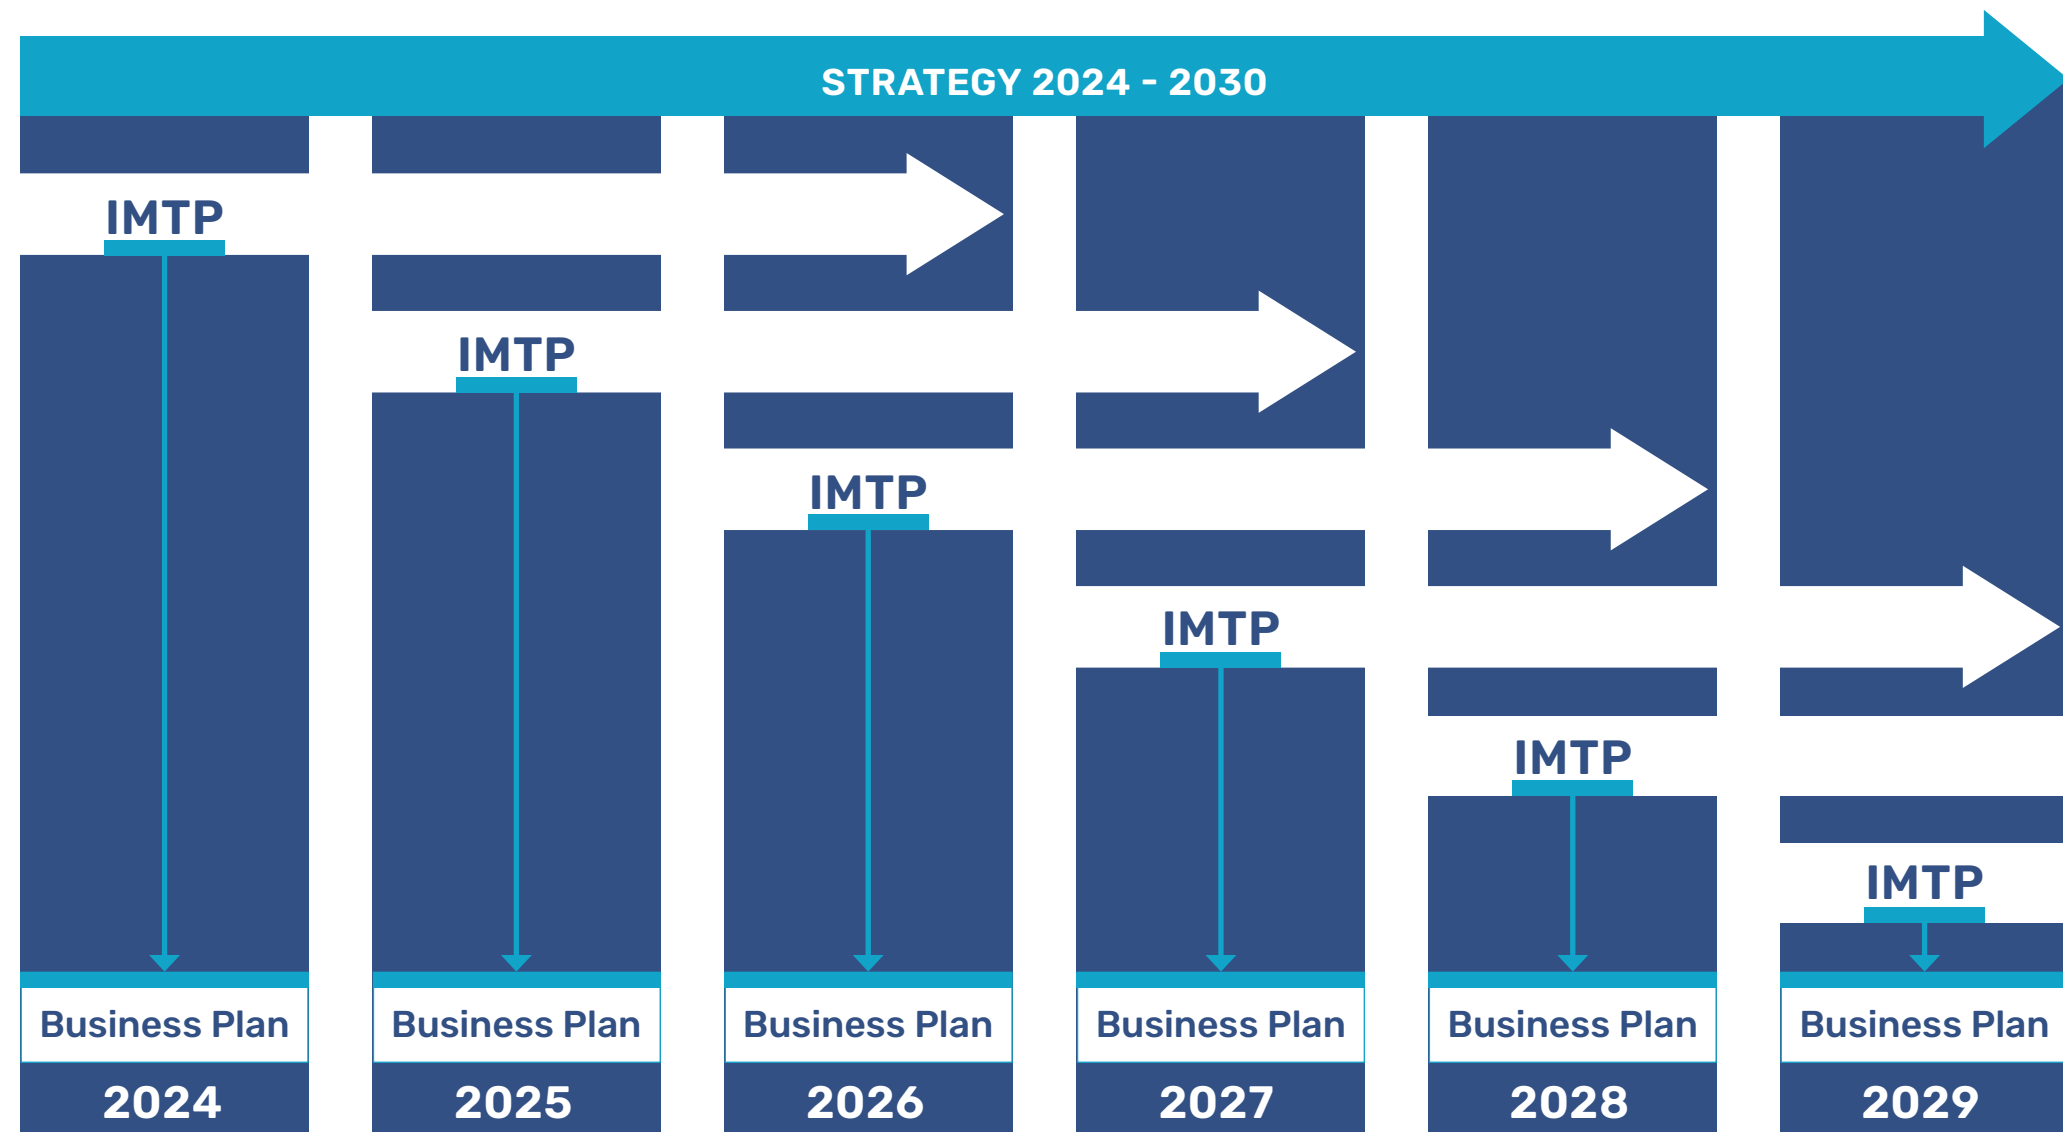 STRATEGY 2024 - 2030
IMTP
IMTP
IMTP
IMTP
IMTP
IMTP
Business Plan
Business Plan
Business Plan
Business Plan
Business Plan
Business Plan
2024
2025
2026
2027
2028
2029